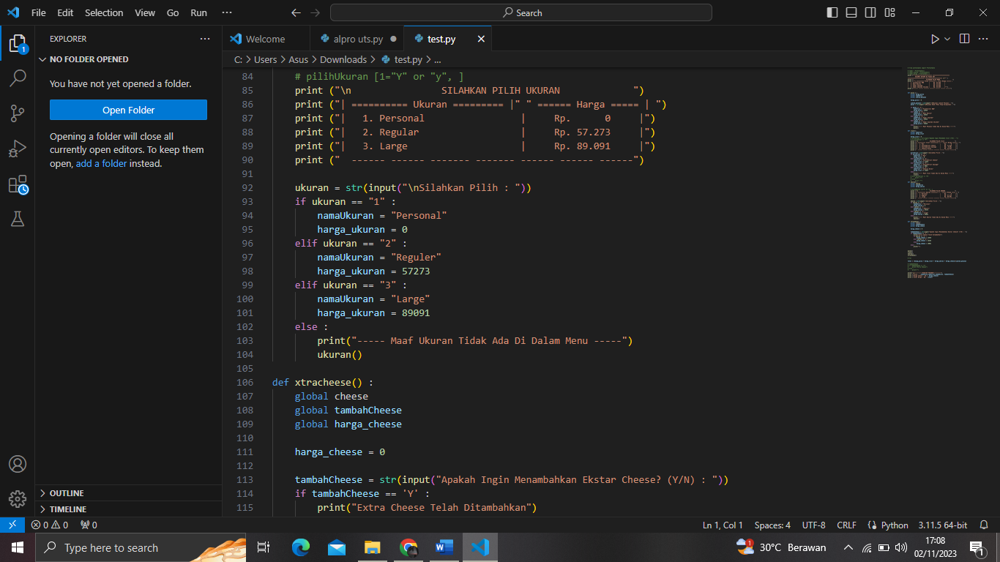 File Edit Selection View Go Run ···
Search
EXPLORER ···
Welcome
alpro uts.py
test.py
1
NO FOLDER OPENED
C: > Users > Asus > Downloads > test.py > ...
You have not yet opened a folder.
Open Folder
Opening a folder will close all
currently open editors. To keep them
open, add a folder instead.
84 # pilihUkuran [1="Y" or "y", ]
85 print ("\n                SILAHKAN PILIH UKURAN             ")
86 print ("| ========== Ukuran ========= |" " ====== Harga ===== | ")
87 print ("|   1. Personal                 |     Rp.      0     |")
88 print ("|   2. Regular                  |     Rp. 57.273     |")
89 print ("|   3. Large                    |     Rp. 89.091     |")
90 print ("  ------ ------ ------ ------ ------ ------ ------")
91
92 ukuran = str(input("\nSilahkan Pilih : "))
93 if ukuran == "1" :
94     namaUkuran = "Personal"
95     harga_ukuran = 0
96 elif ukuran == "2" :
97     namaUkuran = "Reguler"
98     harga_ukuran = 57273
99 elif ukuran == "3" :
100     namaUkuran = "Large"
101     harga_ukuran = 89091
102 else :
103     print("----- Maaf Ukuran Tidak Ada Di Dalam Menu -----")
104     ukuran()
105
106 def xtracheese() :
107     global cheese
108     global tambahCheese
109     global harga_cheese
110
111     harga_cheese = 0
112
113     tambahCheese = str(input("Apakah Ingin Menambahkan Ekstar Cheese? (Y/N) : "))
114     if tambahCheese == 'Y' :
115         print("Extra Cheese Telah Ditambahkan")
OUTLINE
TIMELINE
0 0 0
Ln 1, Col 1 Spaces: 4 UTF-8 CRLF Python 3.11.5 64-bit
Type here to search
1
30°C Berawan
17:08
02/11/2023
1